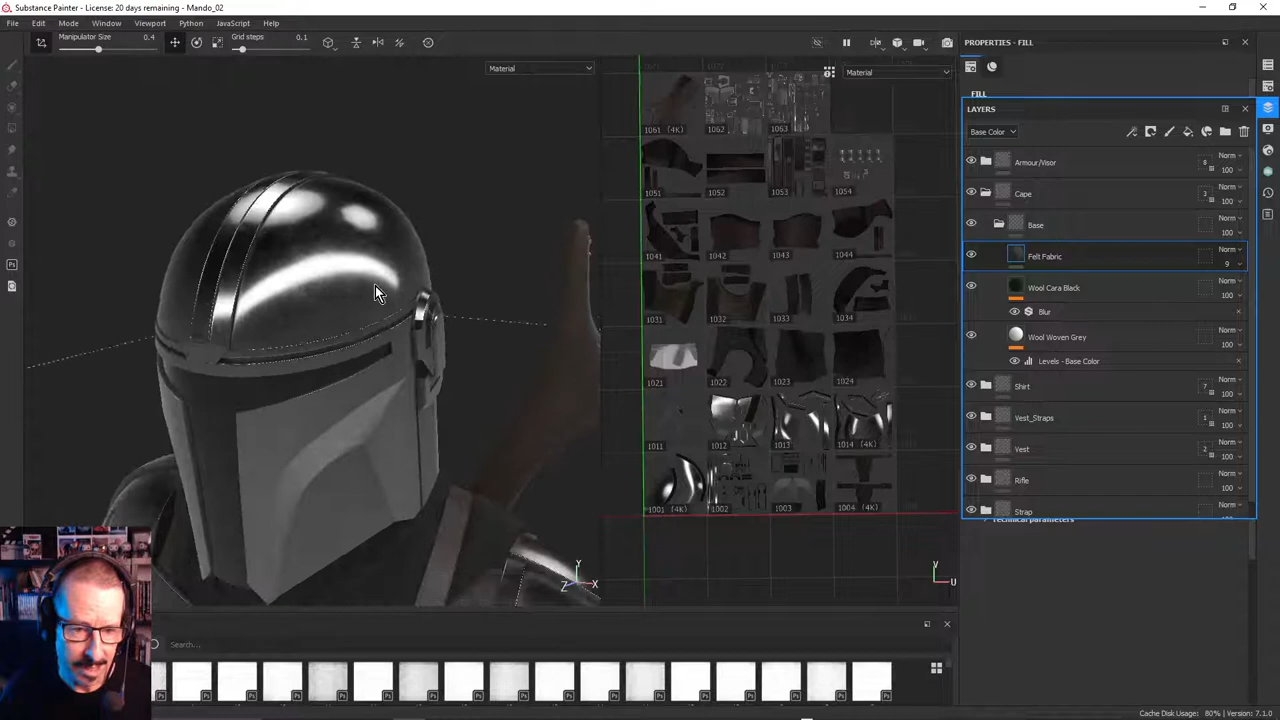 Substance Painter - License: 20 days remaining - Mando_02
File Edit Mode Window Viewport Python JavaScript Help
Manipulator Size 0.4 Grid steps 0.1
Material
Material
1061 (4K) 1062 1063
1051 1052 1053 1054
1041 1042 1043 1044
1031 1032 1033 1034
1021 1022 1023 1024
1011 1012 1013 1014 (4K)
1001 (4K) 1002 1003 1004 (4K)
Y
Z X
V
U
Search...
PROPERTIES - FILL
FILL
LAYERS
Base Color
Armour/Visor 8 Norm 100
Cape 3 Norm 100
Base Norm 100
Felt Fabric Norm 9
Wool Cara Black Norm 100
Blur
Wool Woven Grey Norm 100
Levels - Base Color
Shirt 7 Norm 100
Vest_Straps 1 Norm 100
Vest 2 Norm 100
Rifle Norm 100
Strap Norm
Technical parameters
Cache Disk Usage: 80% | Version: 7.1.0